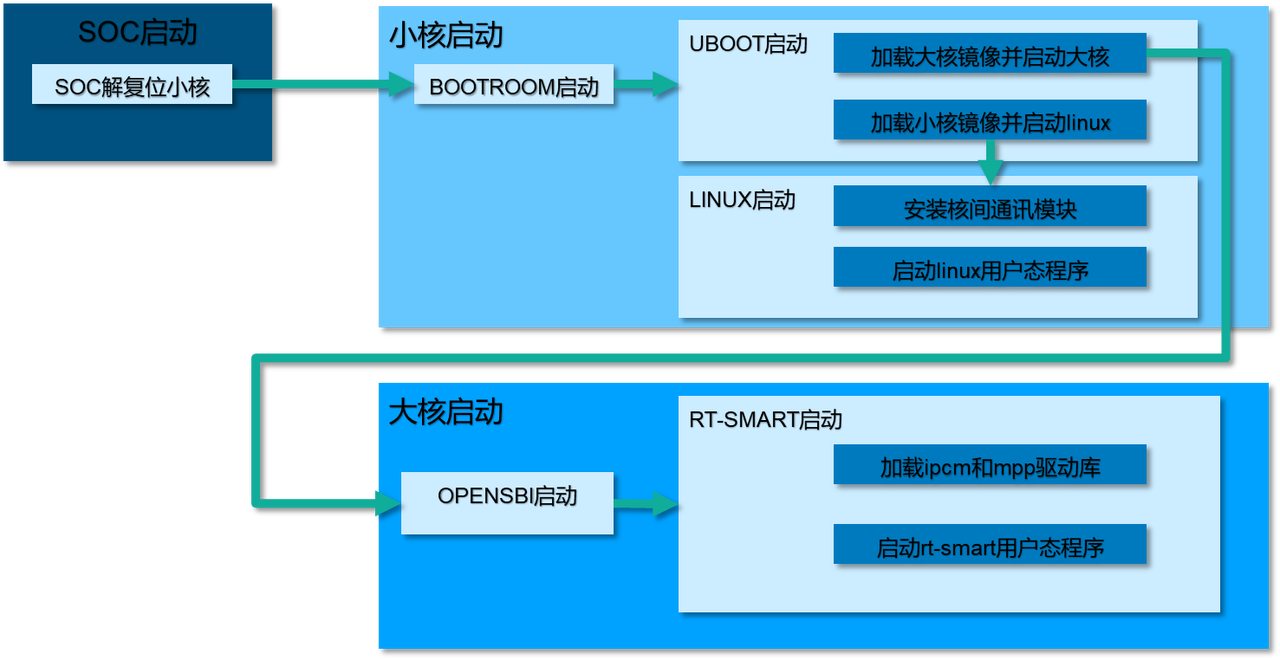 SOC启动
SOC解复位小核
小核启动
BOOTROOM启动
UBOOT启动
加载大核镜像并启动大核
加载小核镜像并启动linux
LINUX启动
安装核间通讯模块
启动linux用户态程序
大核启动
OPENSBI启动
RT-SMART启动
加载ipcm和mpp驱动库
启动rt-smart用户态程序